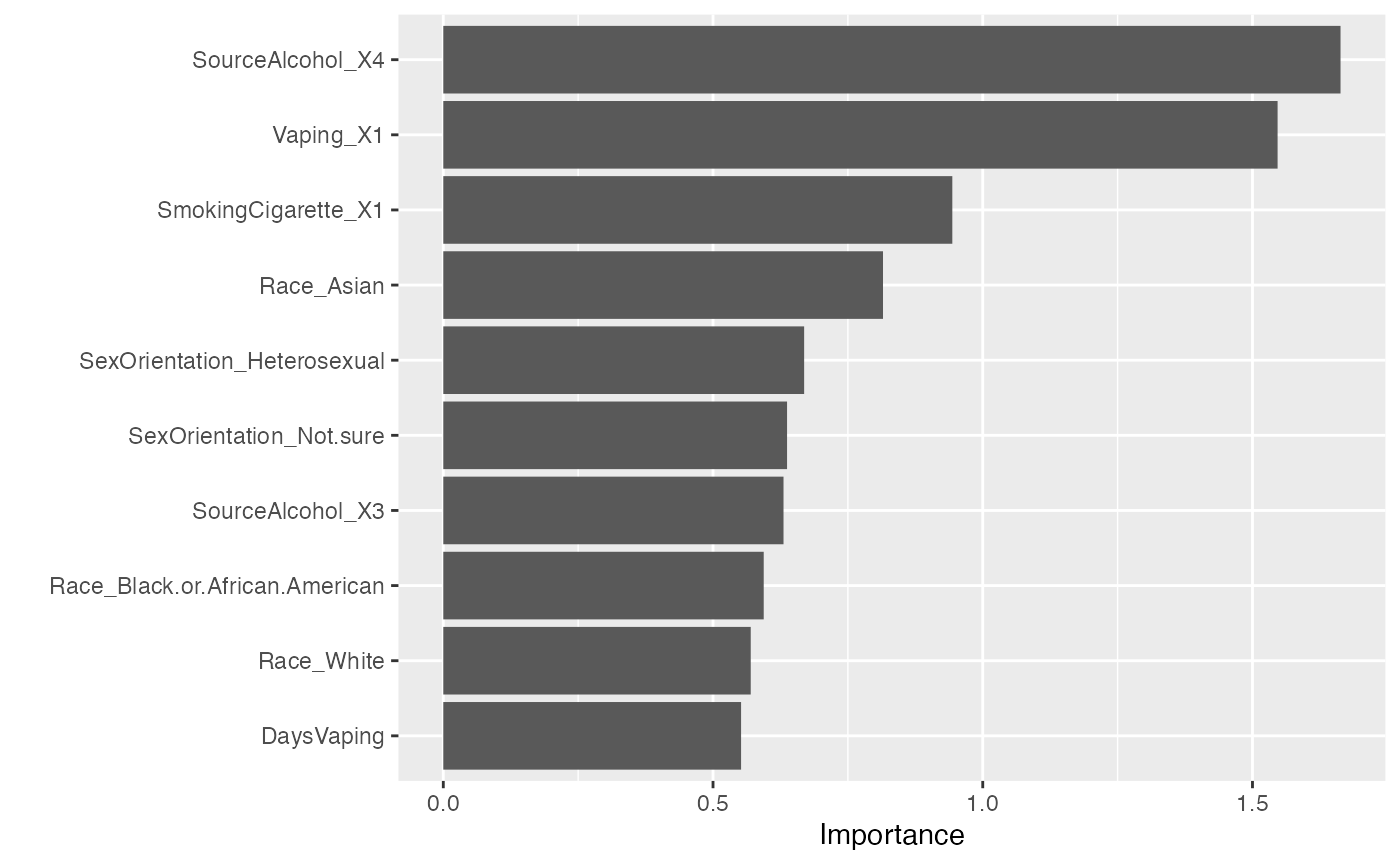 SourceAlcohol_X4
Vaping_X1
SmokingCigarette_X1
Race_Asian
SexOrientation_Heterosexual
SexOrientation_Not.sure
SourceAlcohol_X3
Race_Black.or.African.American
Race_White
DaysVaping
0.0 0.5 1.0 1.5
Importance